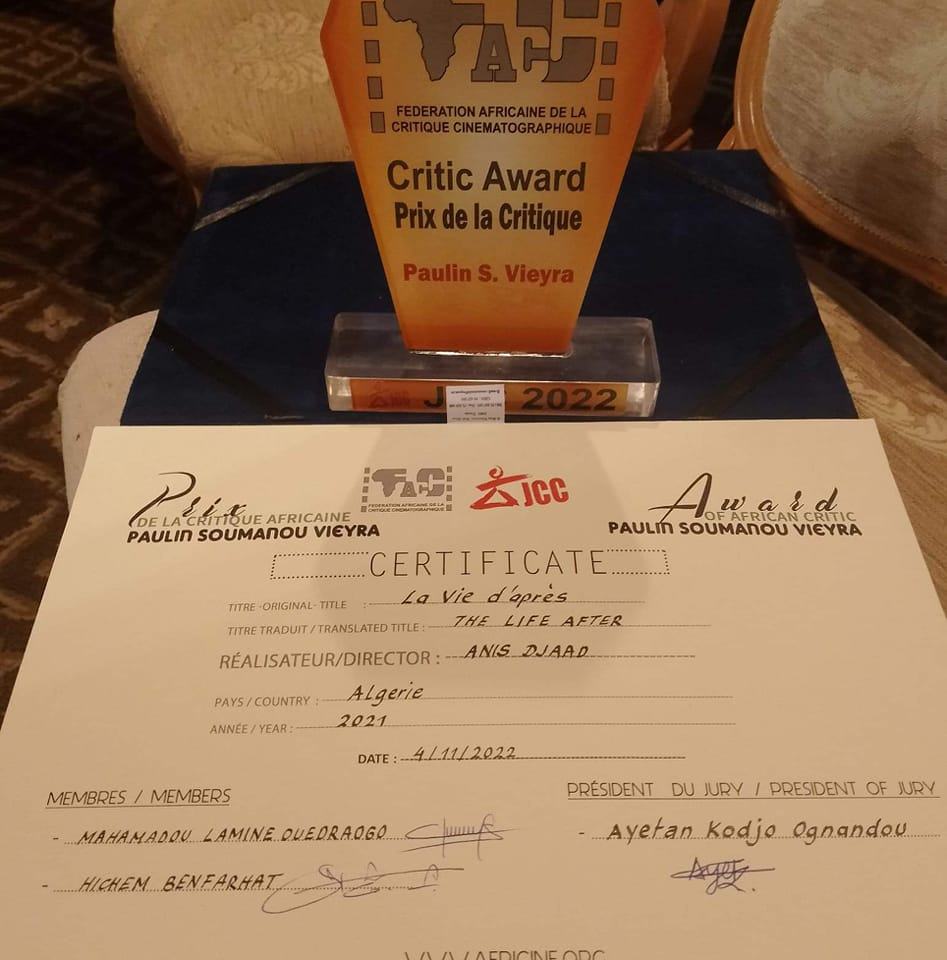 FACC
FEDERATION AFRICAINE DE LA
CRITIQUE CINEMATOGRAPHIQUE
Critic Award
Prix de la Critique
Paulin S. Vieyra
2022
Prix
DE LA CRITIQUE AFRICAINE
PAULIN SOUMANOU VIEYRA
FACC
FEDERATION AFRICAINE DE LA
CRITIQUE CINEMATOGRAPHIQUE
JCC
Award
OF AFRICAN CRITIC
PAULIN SOUMANOU VIEYRA
CERTIFICATE
TITRE -ORIGINAL- TITLE : La Vie d'après
TITRE TRADUIT / TRANSLATED TITLE : THE LIFE AFTER
RÉALISATEUR/DIRECTOR : ANIS DJAAD
PAYS / COUNTRY : Algerie
ANNÉE / YEAR : 2021
DATE : 4/11/2022
MEMBRES / MEMBERS
- MAHAMADOU LAMINE OUEDRAOGO
- HICHEM BENFARHAT
PRÉSIDENT DU JURY / PRESIDENT OF JURY
- Ayetan Kodjo Ognandou